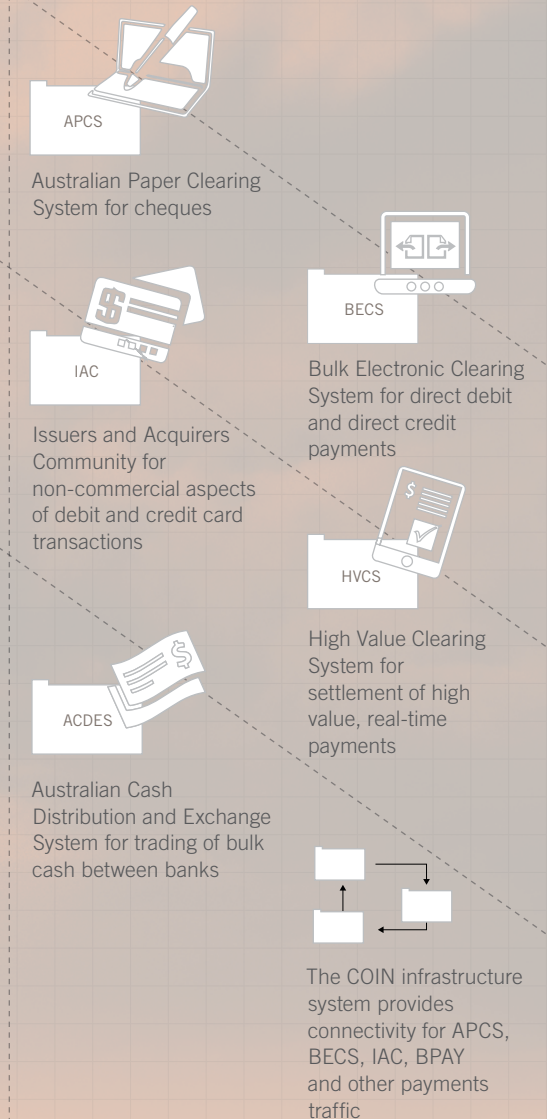 APCS
Australian Paper Clearing
System for cheques
BECS
Bulk Electronic Clearing
System for direct debit
and direct credit
payments
IAC
Issuers and Acquirers
Community for
non-commercial aspects
of debit and credit card
transactions
HVCS
High Value Clearing
System for
settlement of high
value, real-time
payments
ACDES
Australian Cash
Distribution and Exchange
System for trading of bulk
cash between banks
The COIN infrastructure
system provides
connectivity for APCS,
BECS, IAC, BPAY
and other payments
traffic